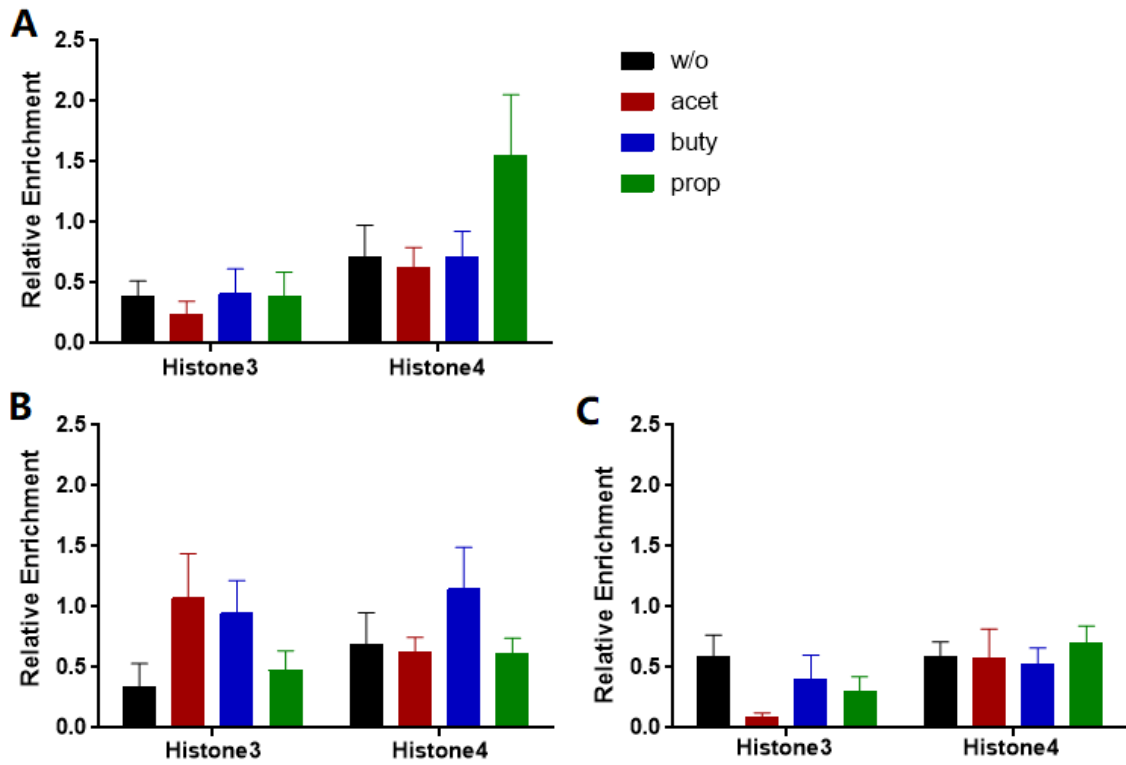 A
2.5
2.0
1.5
1.0
0.5
0.0
Relative Enrichment
Histone3
Histone4
w/o
acet
buty
prop
B
2.5
2.0
1.5
1.0
0.5
0.0
Relative Enrichment
Histone3
Histone4
C
2.5
2.0
1.5
1.0
0.5
0.0
Relative Enrichment
Histone3
Histone4